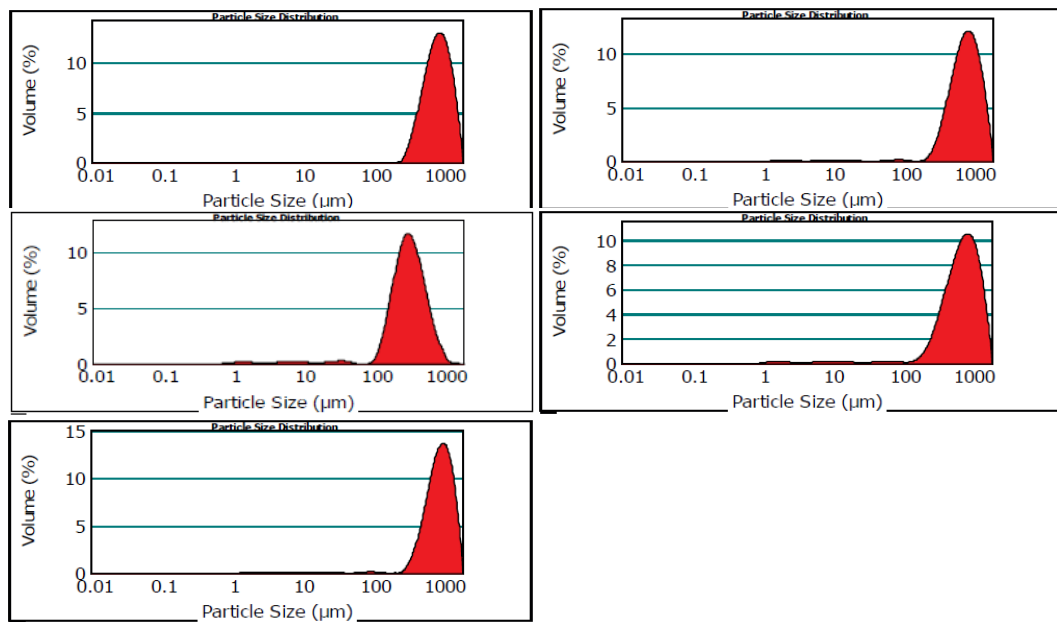 Particle Size Distribution
Volume (%)
10
5
0
0.01 0.1 1 10 100 1000
Particle Size (µm)
Particle Size Distribution
Volume (%)
10
5
0
0.01 0.1 1 10 100 1000
Particle Size (µm)
Particle Size Distribution
Volume (%)
10
5
0
0.01 0.1 1 10 100 1000
Particle Size (µm)
Particle Size Distribution
Volume (%)
10
8
6
4
2
0
0.01 0.1 1 10 100 1000
Particle Size (µm)
Particle Size Distribution
Volume (%)
15
10
5
0
0.01 0.1 1 10 100 1000
Particle Size (µm)